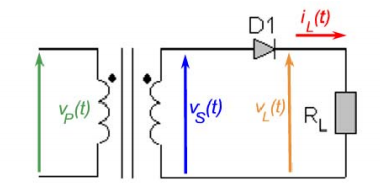 D1
i_L(t)
v_P(t)
v_S(t)
v_L(t)
R_L